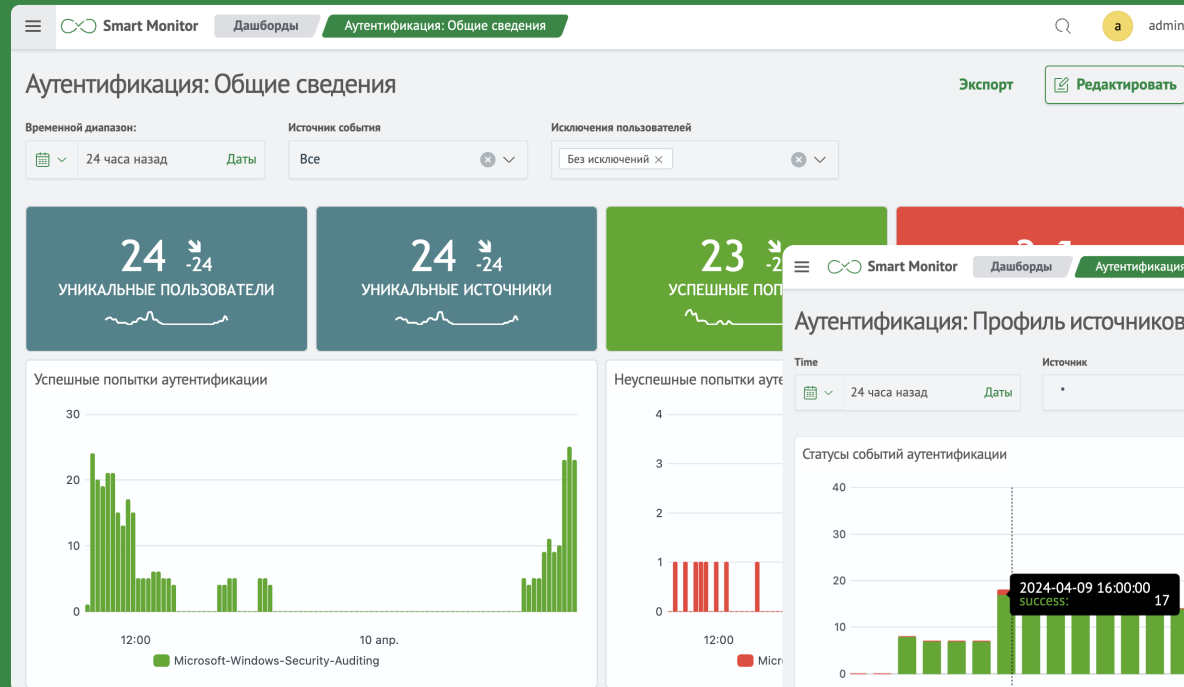 Smart Monitor
Дашборды
Аутентификация: Общие сведения
a
admin
Аутентификация: Общие сведения
Экспорт
Редактировать
Временной диапазон:
Источник события
Исключения пользователей
24 часа назад
Даты
Все
Без исключений
24
-24
УНИКАЛЬНЫЕ ПОЛЬЗОВАТЕЛИ
24
-24
УНИКАЛЬНЫЕ ИСТОЧНИКИ
23
-2
УСПЕШНЫЕ ПОП
Успешные попытки аутентификации
30
20
10
0
12:00
10 апр.
Microsoft-Windows-Security-Auditing
Неуспешные попытки ауте
4
3
2
1
0
12:00
Micr
Smart Monitor
Дашборды
Аутентификация
Аутентификация: Профиль источников
Time
Источник
24 часа назад
Даты
*
Статусы событий аутентификации
40
30
20
10
0
2024-04-09 16:00:00
success: 17